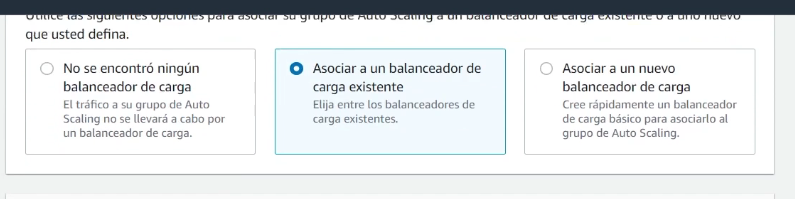 Utilice las siguientes opciones para asociar su grupo de Auto Scaling a un balanceador de carga existente o a uno nuevo
que usted defina.
No se encontró ningún
balanceador de carga
El tráfico a su grupo de Auto
Scaling no se llevará a cabo por
un balanceador de carga.
Asociar a un balanceador de
carga existente
Elija entre los balanceadores de
carga existentes.
Asociar a un nuevo
balanceador de carga
Cree rápidamente un balanceador
de carga básico para asociarlo al
grupo de Auto Scaling.